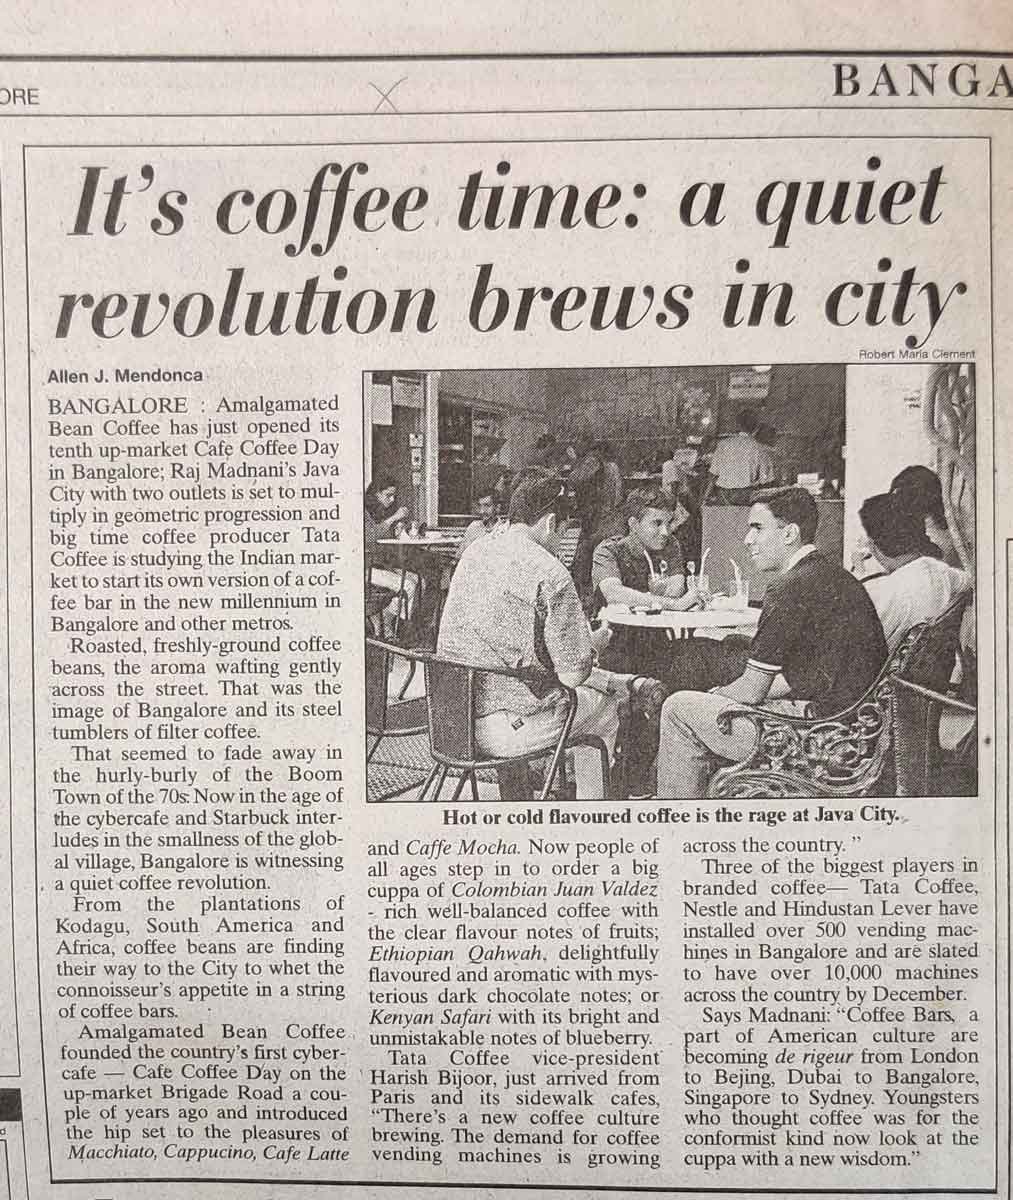 ORE
BANGA
It's coffee time: a quiet
revolution brews in city
Robert Maria Clement
Allen J. Mendonca
BANGALORE : Amalgamated
Bean Coffee has just opened its
tenth up-market Cafe Coffee Day
in Bangalore; Raj Madnani's Java
City with two outlets is set to mul-
tiply in geometric progression and
big time coffee producer Tata
Coffee is studying the Indian mar-
ket to start its own version of a cof-
fee bar in the new millennium in
Bangalore and other metros.
Roasted, freshly-ground coffee
beans, the aroma wafting gently
across the street. That was the
image of Bangalore and its steel
tumblers of filter coffee.
That seemed to fade away in
the hurly-burly of the Boom
Town of the 70s. Now in the age of
the cybercafe and Starbuck inter-
ludes in the smallness of the glob-
al village, Bangalore is witnessing
a quiet coffee revolution.
From the plantations of
Kodagu, South America and
Africa, coffee beans are finding
their way to the City to whet the
connoisseur's appetite in a string
of coffee bars.
Amalgamated Bean Coffee
founded the country's first cyber-
cafe — Cafe Coffee Day on the
up-market Brigade Road a cou-
ple of years ago and introduced
the hip set to the pleasures of
Macchiato, Cappucino, Cafe Latte
Hot or cold flavoured coffee is the rage at Java City.
and Caffe Mocha. Now people of
all ages step in to order a big
cuppa of Colombian Juan Valdez
- rich well-balanced coffee with
the clear flavour notes of fruits;
Ethiopian Qahwah, delightfully
flavoured and aromatic with mys-
terious dark chocolate notes; or
Kenyan Safari with its bright and
unmistakable notes of blueberry.
Tata Coffee vice-president
Harish Bijoor, just arrived from
Paris and its sidewalk cafes,
"There's a new coffee culture
brewing. The demand for coffee
vending machines is growing
across the country. "
Three of the biggest players in
branded coffee— Tata Coffee,
Nestle and Hindustan Lever have
installed over 500 vending mac-
hines in Bangalore and are slated
to have over 10,000 machines
across the country by December.
Says Madnani: "Coffee Bars, a
part of American culture are
becoming de rigeur from London
to Bejing, Dubai to Bangalore,
Singapore to Sydney. Youngsters
who thought coffee was for the
conformist kind now look at the
cuppa with a new wisdom."